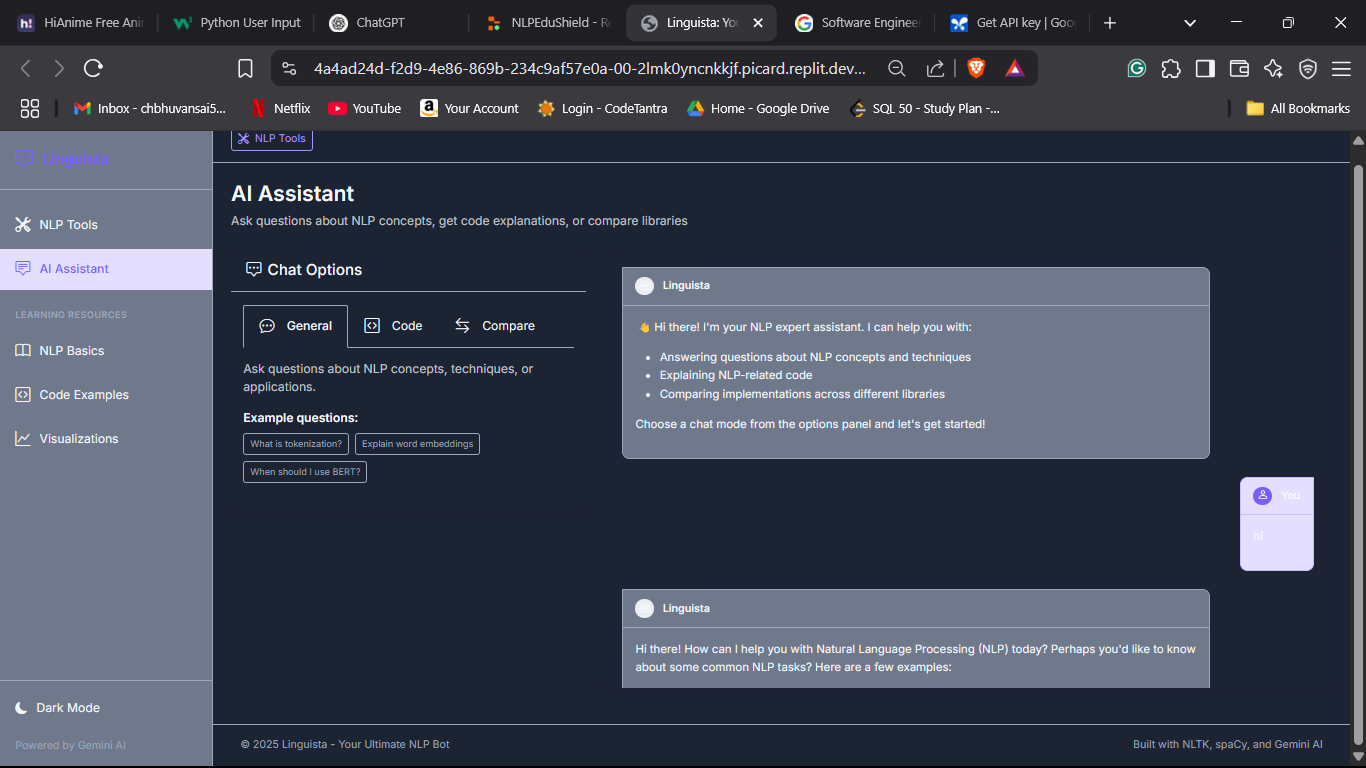 HiAnime Free Ani
Python User Input
ChatGPT
NLPEduShield - R
Linguista: Yo
Software Enginee
Get API key | Goo
4a4ad24d-f2d9-4e86-869b-234c9af57e0a-00-2lmk0yncnkkjf.picard.replit.dev...
Inbox - chbhuvansai5...
Netflix
YouTube
Your Account
Login - CodeTantra
Home - Google Drive
SQL 50 - Study Plan -...
All Bookmarks
Linguista
NLP Tools
AI Assistant
LEARNING RESOURCES
NLP Basics
Code Examples
Visualizations
Dark Mode
Powered by Gemini AI
NLP Tools
AI Assistant
Ask questions about NLP concepts, get code explanations, or compare libraries
Chat Options
General
Code
Compare
Ask questions about NLP concepts, techniques, or
applications.
Example questions:
What is tokenization?
Explain word embeddings
When should I use BERT?
Linguista
👋 Hi there! I'm your NLP expert assistant. I can help you with:
• Answering questions about NLP concepts and techniques
• Explaining NLP-related code
• Comparing implementations across different libraries
Choose a chat mode from the options panel and let's get started!
You
hi
Linguista
Hi there! How can I help you with Natural Language Processing (NLP) today? Perhaps you'd like to know
about some common NLP tasks? Here are a few examples:
© 2025 Linguista - Your Ultimate NLP Bot
Built with NLTK, spaCy, and Gemini AI